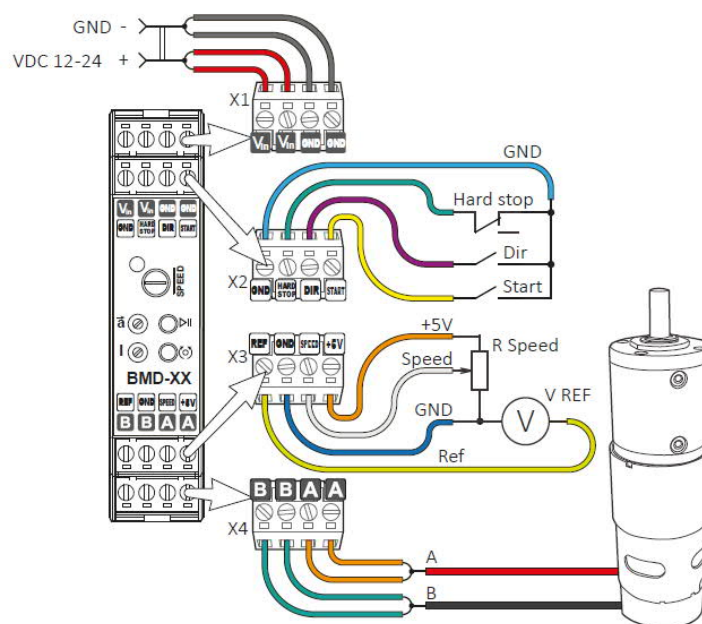 GND -
VDC 12-24 +
X1
Vin Vin GND GND
GND
Hard stop
Dir
Start
X2
GND HARD STOP DIR START
Vin Vin GND GND
GND HARD STOP DIR START
SPEED
a
I
BMD-XX
REF GND SPEED +5V
B B A A
REF GND SPEED +5V
X3
+5V
Speed
R Speed
GND
V REF
V
Ref
B B A A
X4
A
B